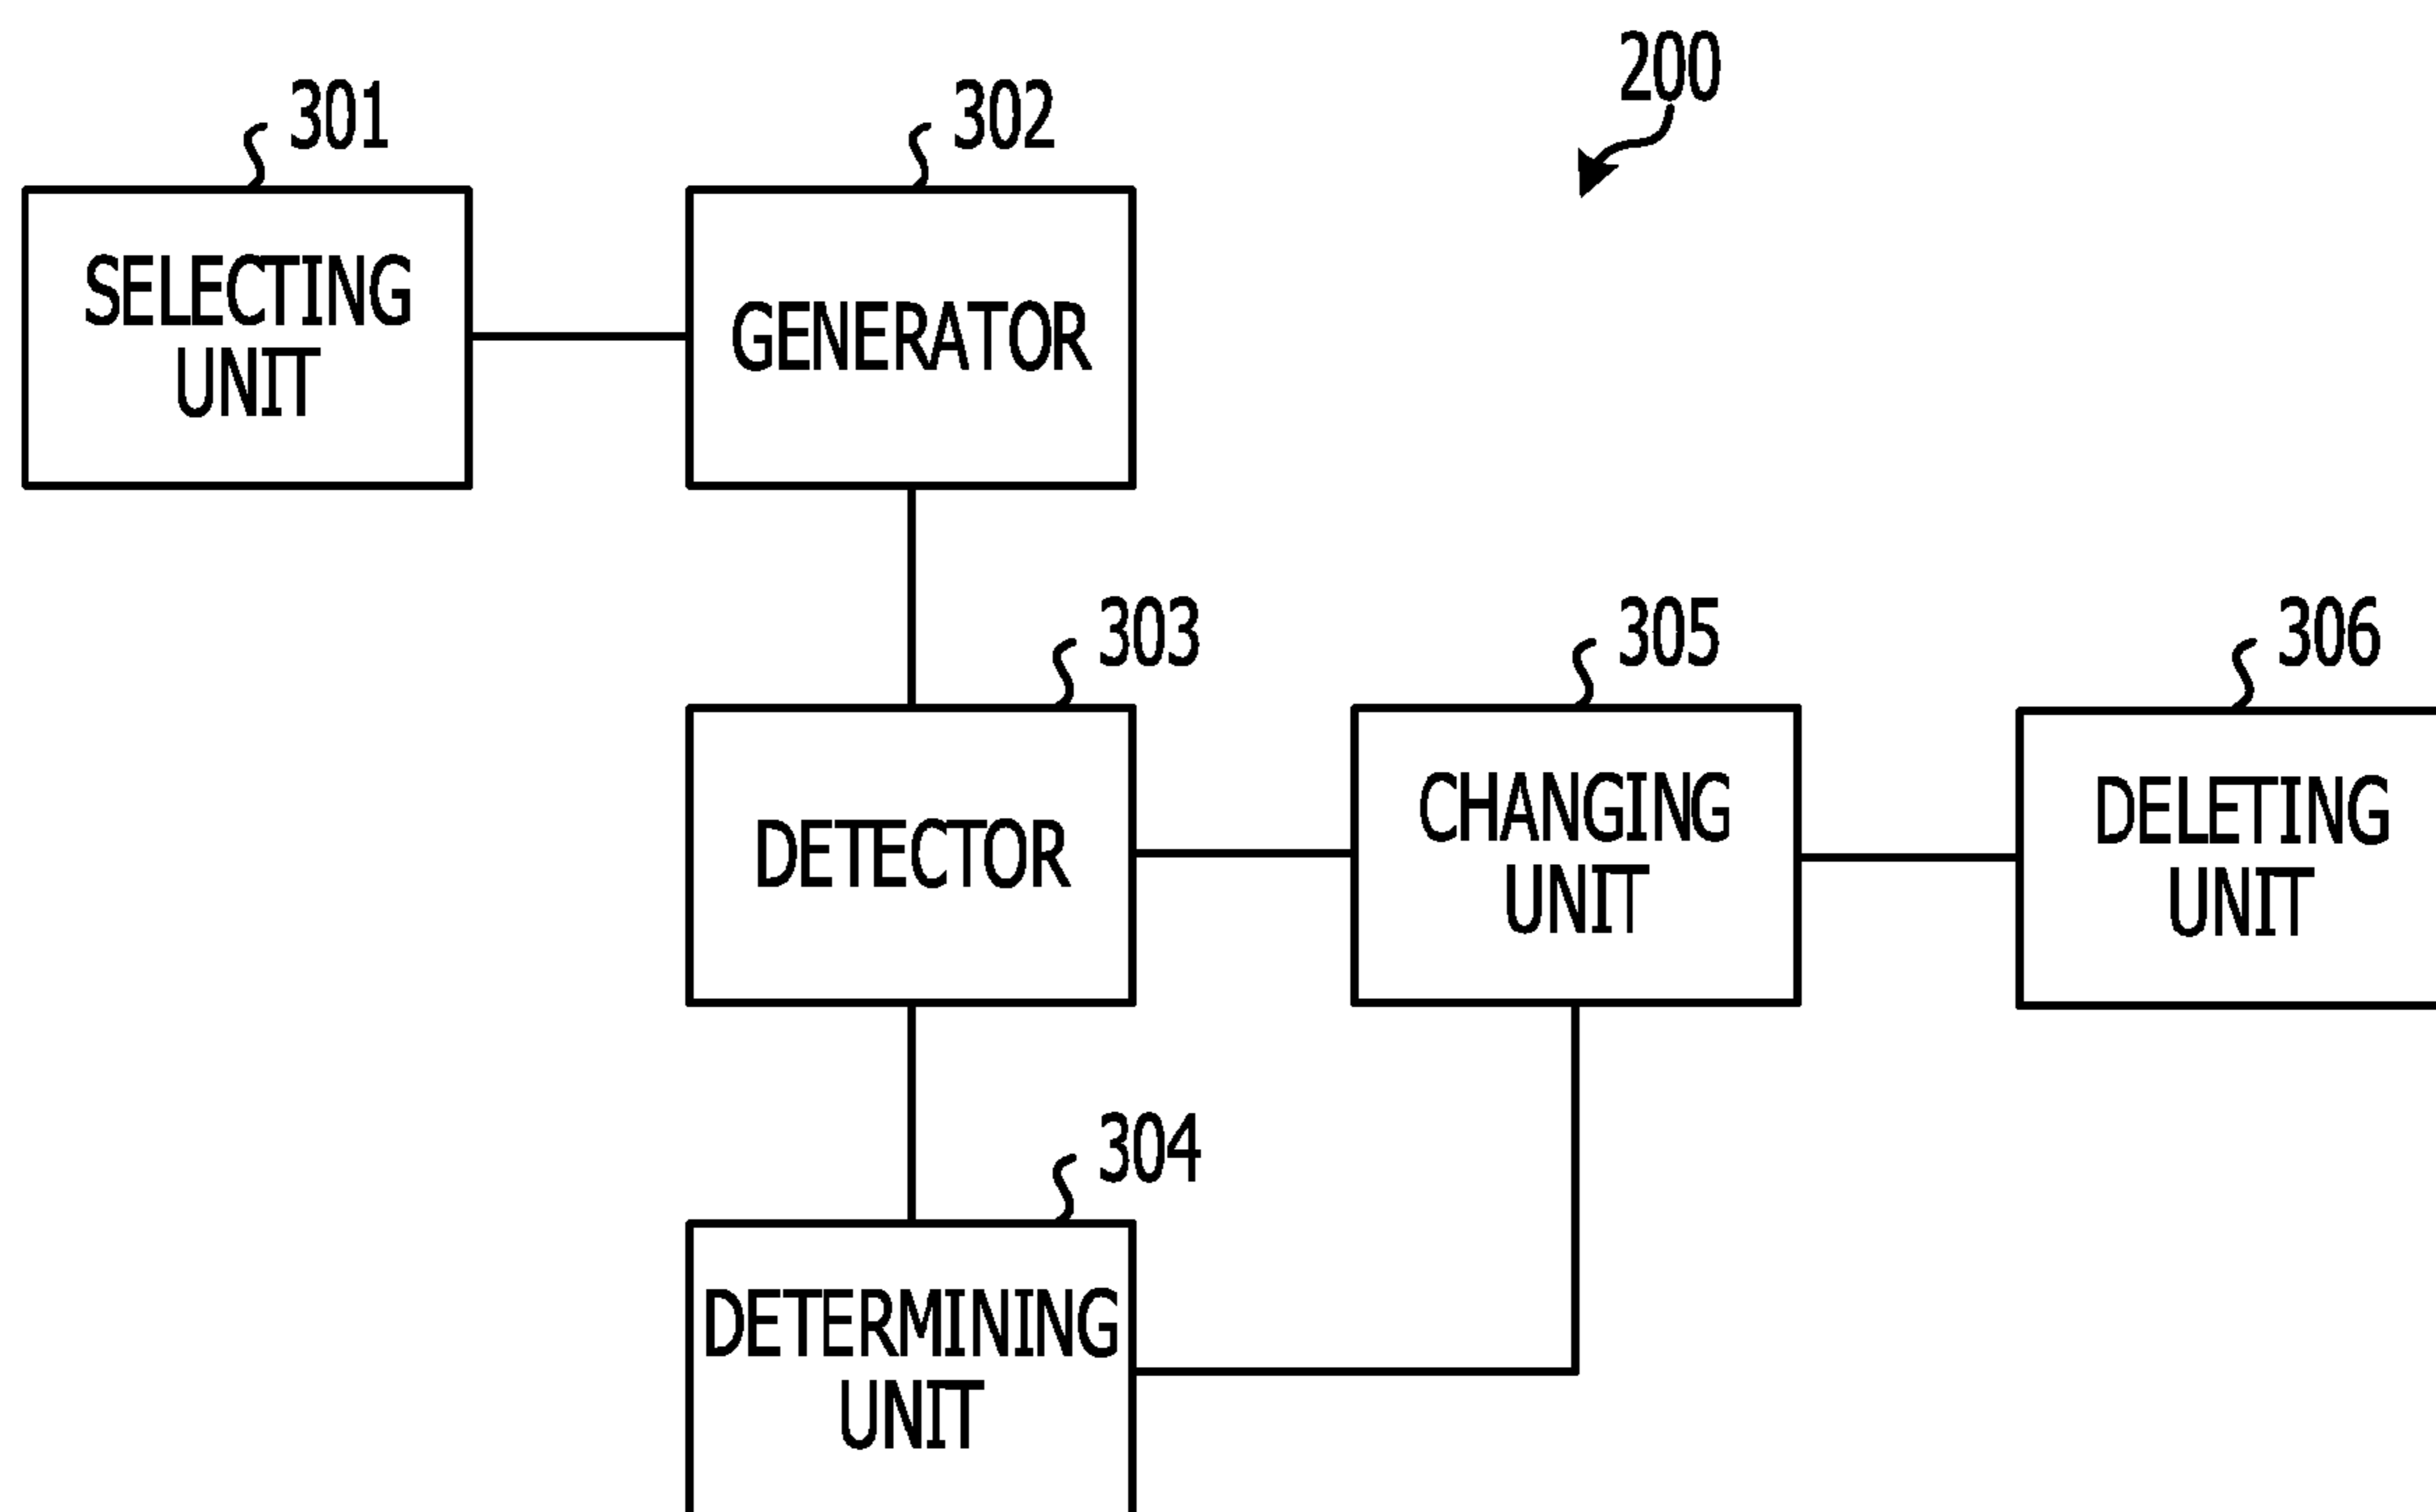 200
301
302
SELECTING
UNIT
GENERATOR
303
305
306
DETECTOR
CHANGING
UNIT
DELETING
UNIT
304
DETERMINING
UNIT